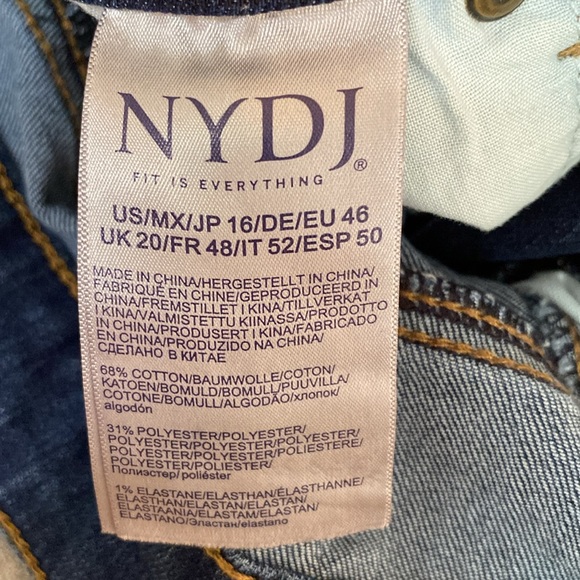 NYDJ®
FIT IS EVERYTHING
US/MX/JP 16/DE/EU 46
UK 20/FR 48/IT 52/ESP 50
MADE IN CHINA/HERGESTELLT IN CHINA/
FABRIQUÉ EN CHINE/GEPRODUCEERD IN
CHINA/FREMSTILLET I KINA/TILLVERKAT
I KINA/VALMISTETTU KIINASSA/PRODOTTO
IN CHINA/PRODUSERT I KINA/FABRICADO
EN CHINA/PRODUZIDO NA CHINA/
СДЕЛАНО В КИТАЕ
68% COTTON/BAUMWOLLE/COTON/
KATOEN/BOMULD/BOMULL/PUUVILLA/
COTONE/BOMULL/ALGODÃO/хлопок/
algodón
31% POLYESTER/POLYESTER/
POLYESTER/POLYESTER/POLYESTER/
POLYESTER/POLYESTER/POLIESTERE/
POLYESTER/POLIESTER/
Полиэстер/ poliéster
1% ELASTANE/ELASTHAN/ÉLASTHANNE/
ELASTHAN/ELASTAN/ELASTAN/
ELASTAANIA/ELASTAM/ELASTAN/
ELASTANO/Эластан/elastano